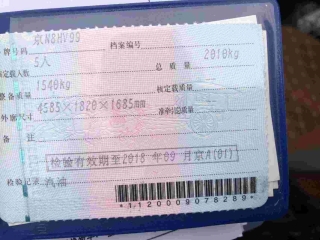 京N8HV99
号牌号码 档案编号
核定载人数 5人 总质量 2010kg
整备质量 1540kg 核定载质量
外廓尺寸 4585×1820×1685mm 准牵引总质量
备注
检验有效期至2018年09月京A(01)
检验记录 汽油
*1120009078289*